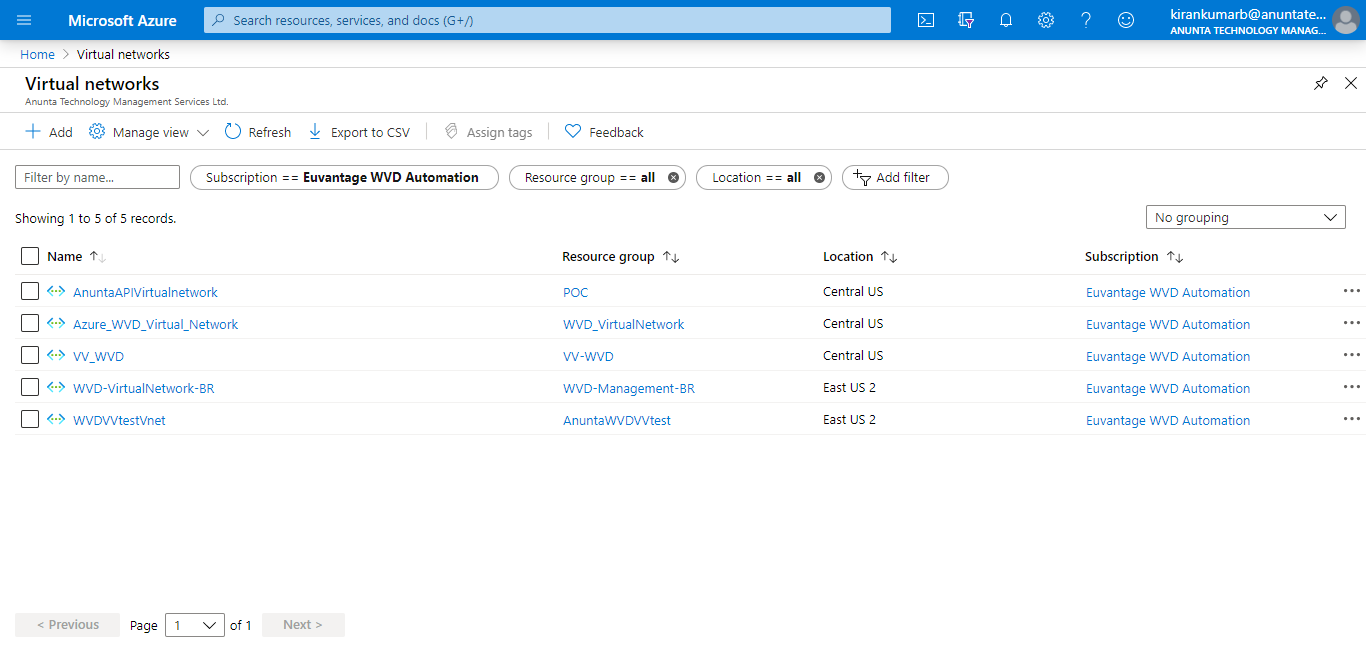 Microsoft Azure Search resources, services, and docs (G+/) kirankumarb@anuntate...
ANUNTA TECHNOLOGY MANAG...
Home > Virtual networks
Virtual networks
Anunta Technology Management Services Ltd.
Add Manage view Refresh Export to CSV Assign tags Feedback
Filter by name... Subscription == Euvantage WVD Automation Resource group == all Location == all Add filter
Showing 1 to 5 of 5 records. No grouping
Name Resource group Location Subscription
AnuntaAPIVirtualnetwork POC Central US Euvantage WVD Automation
Azure_WVD_Virtual_Network WVD_VirtualNetwork Central US Euvantage WVD Automation
VV_WVD VV-WVD Central US Euvantage WVD Automation
WVD-VirtualNetwork-BR WVD-Management-BR East US 2 Euvantage WVD Automation
WVDVVtestVnet AnuntaWVDVVtest East US 2 Euvantage WVD Automation
< Previous Page 1 of 1 Next >